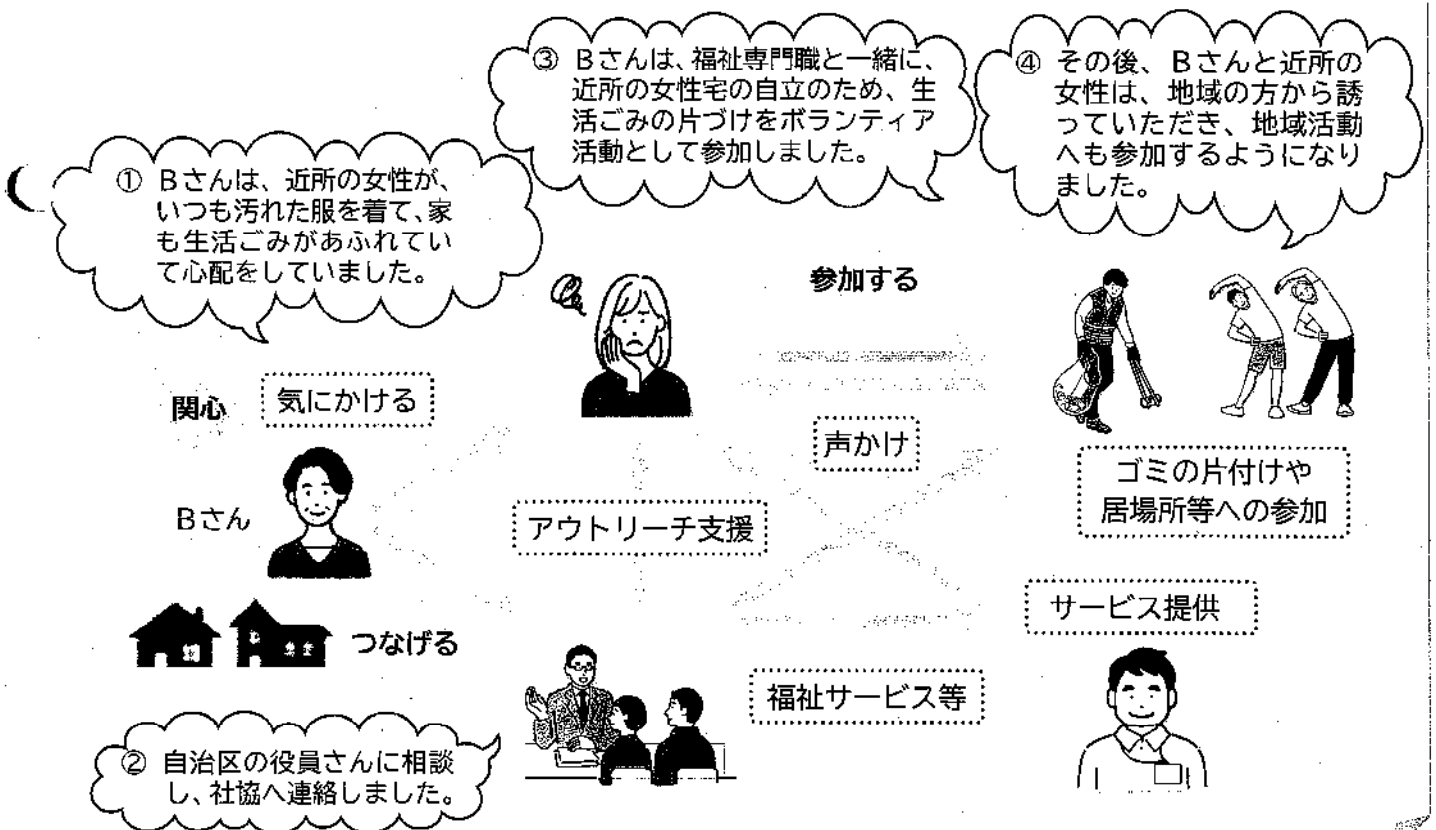 ① Bさんは、近所の女性が、
いつも汚れた服を着て、家
も生活ごみがあふれてい
て心配をしていました。
③ Bさんは、福祉専門職と一緒に、
近所の女性宅の自立のため、生
活ごみの片づけをボランティア
活動として参加しました。
④ その後、Bさんと近所の
女性は、地域の方から誘
っていただき、地域活動
へも参加するようになり
ました。
関心
気にかける
参加する
声かけ
Bさん
アウトリーチ支援
ゴミの片付けや
居場所等への参加
つなげる
サービス提供
福祉サービス等
② 自治区の役員さんに相談
し、社協へ連絡しました。